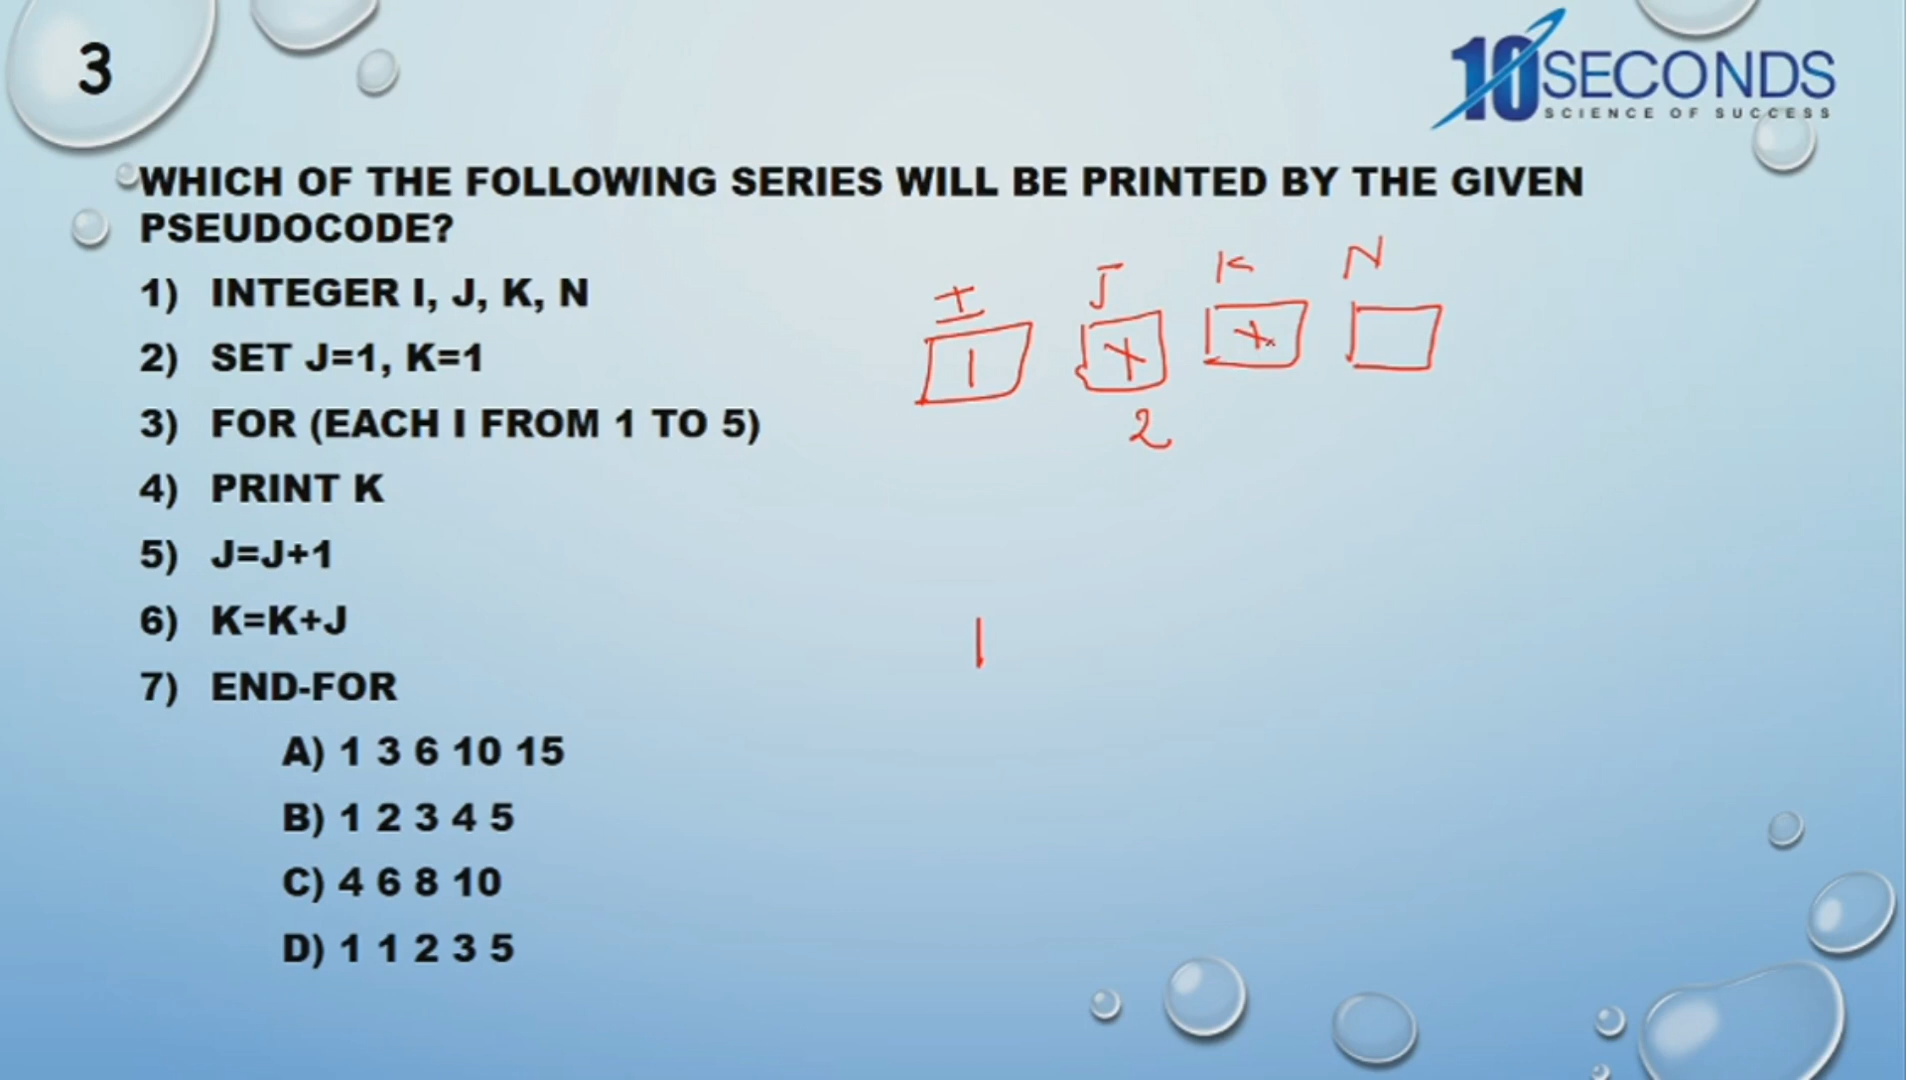 3
10SECONDS
SCIENCE OF SUCCESS
WHICH OF THE FOLLOWING SERIES WILL BE PRINTED BY THE GIVEN
PSEUDOCODE?
1) INTEGER I, J, K, N
2) SET J=1, K=1
3) FOR (EACH I FROM 1 TO 5)
4) PRINT K
5) J=J+1
6) K=K+J
7) END-FOR
A) 1 3 6 10 15
B) 1 2 3 4 5
C) 4 6 8 10
D) 1 1 2 3 5
I J K N
1
2
1